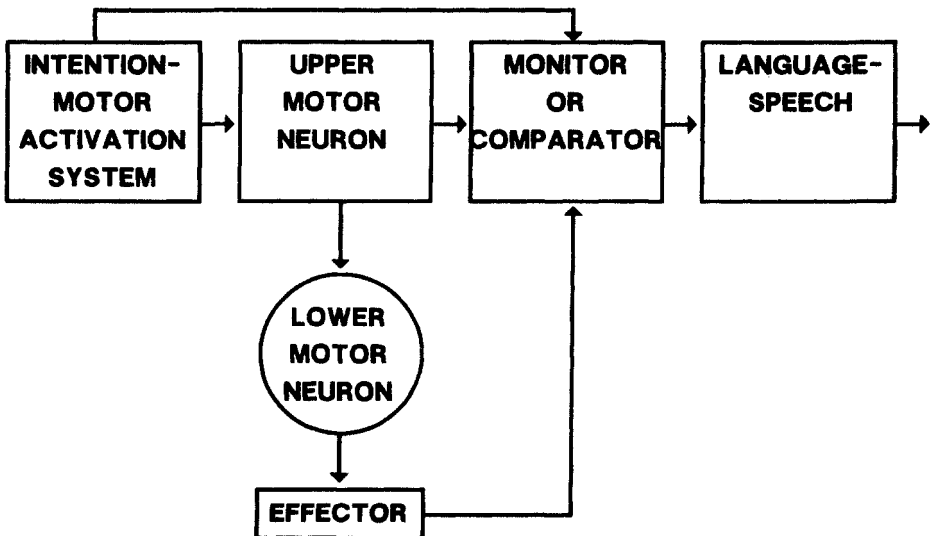 INTENTION-
MOTOR
ACTIVATION
SYSTEM
UPPER
MOTOR
NEURON
MONITOR
OR
COMPARATOR
LANGUAGE-
SPEECH
LOWER
MOTOR
NEURON
EFFECTOR